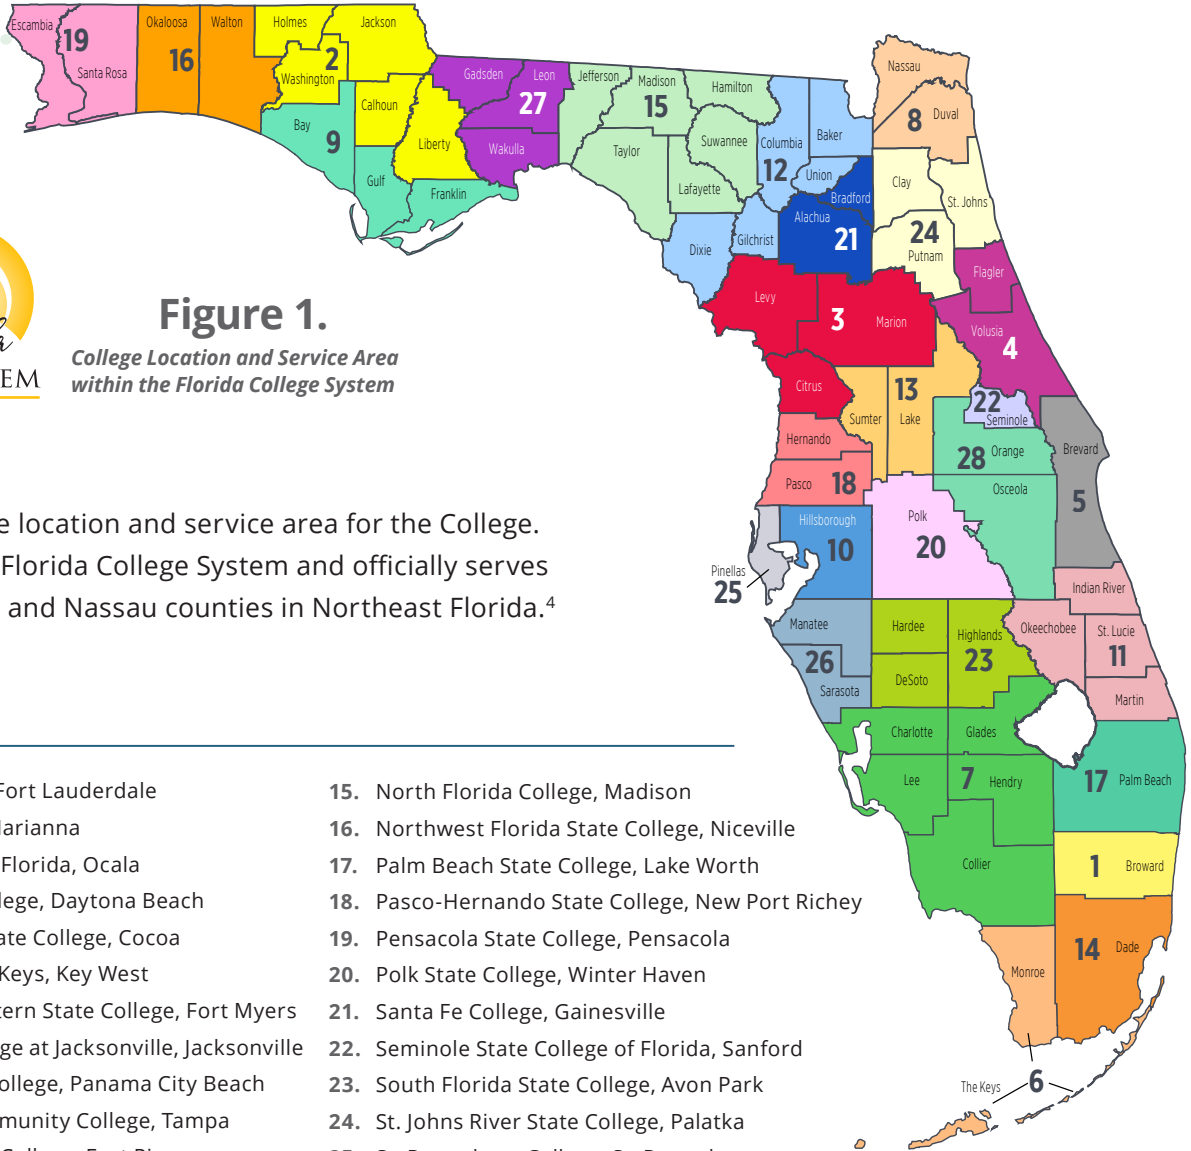 Escambia
19
Santa Rosa
Okaloosa
16
Walton
Holmes
Jackson
2
Washington
Calhoun
Liberty
Bay
9
Gulf
Franklin
Gadsden
Leon
27
Wakulla
Jefferson
Madison
15
Hamilton
Taylor
Suwannee
Lafayette
Columbia
12
Baker
Union
Dixie
Gilchrist
Bradford
Alachua
21
Nassau
8
Duval
Clay
St. Johns
24
Putnam
Flagler
Volusia
4
Levy
3
Marion
Citrus
13
Sumter
Lake
22
Seminole
Hernando
Pasco
18
28
Orange
Osceola
Brevard
5
Pinellas
25
Hillsborough
10
Polk
20
Indian River
Okeechobee
St. Lucie
11
Martin
Manatee
26
Sarasota
Hardee
Highlands
23
DeSoto
Charlotte
Glades
Lee
7
Hendry
Collier
17
Palm Beach
1
Broward
14
Dade
Monroe
The Keys
6
EM
Figure 1.
College Location and Service Area
within the Florida College System
e location and service area for the College.
Florida College System and officially serves
and Nassau counties in Northeast Florida.4
Fort Lauderdale
arianna
Florida, Ocala
lege, Daytona Beach
ate College, Cocoa
Keys, Key West
tern State College, Fort Myers
ge at Jacksonville, Jacksonville
ollege, Panama City Beach
munity College, Tampa
15. North Florida College, Madison
16. Northwest Florida State College, Niceville
17. Palm Beach State College, Lake Worth
18. Pasco-Hernando State College, New Port Richey
19. Pensacola State College, Pensacola
20. Polk State College, Winter Haven
21. Santa Fe College, Gainesville
22. Seminole State College of Florida, Sanford
23. South Florida State College, Avon Park
24. St. Johns River State College, Palatka